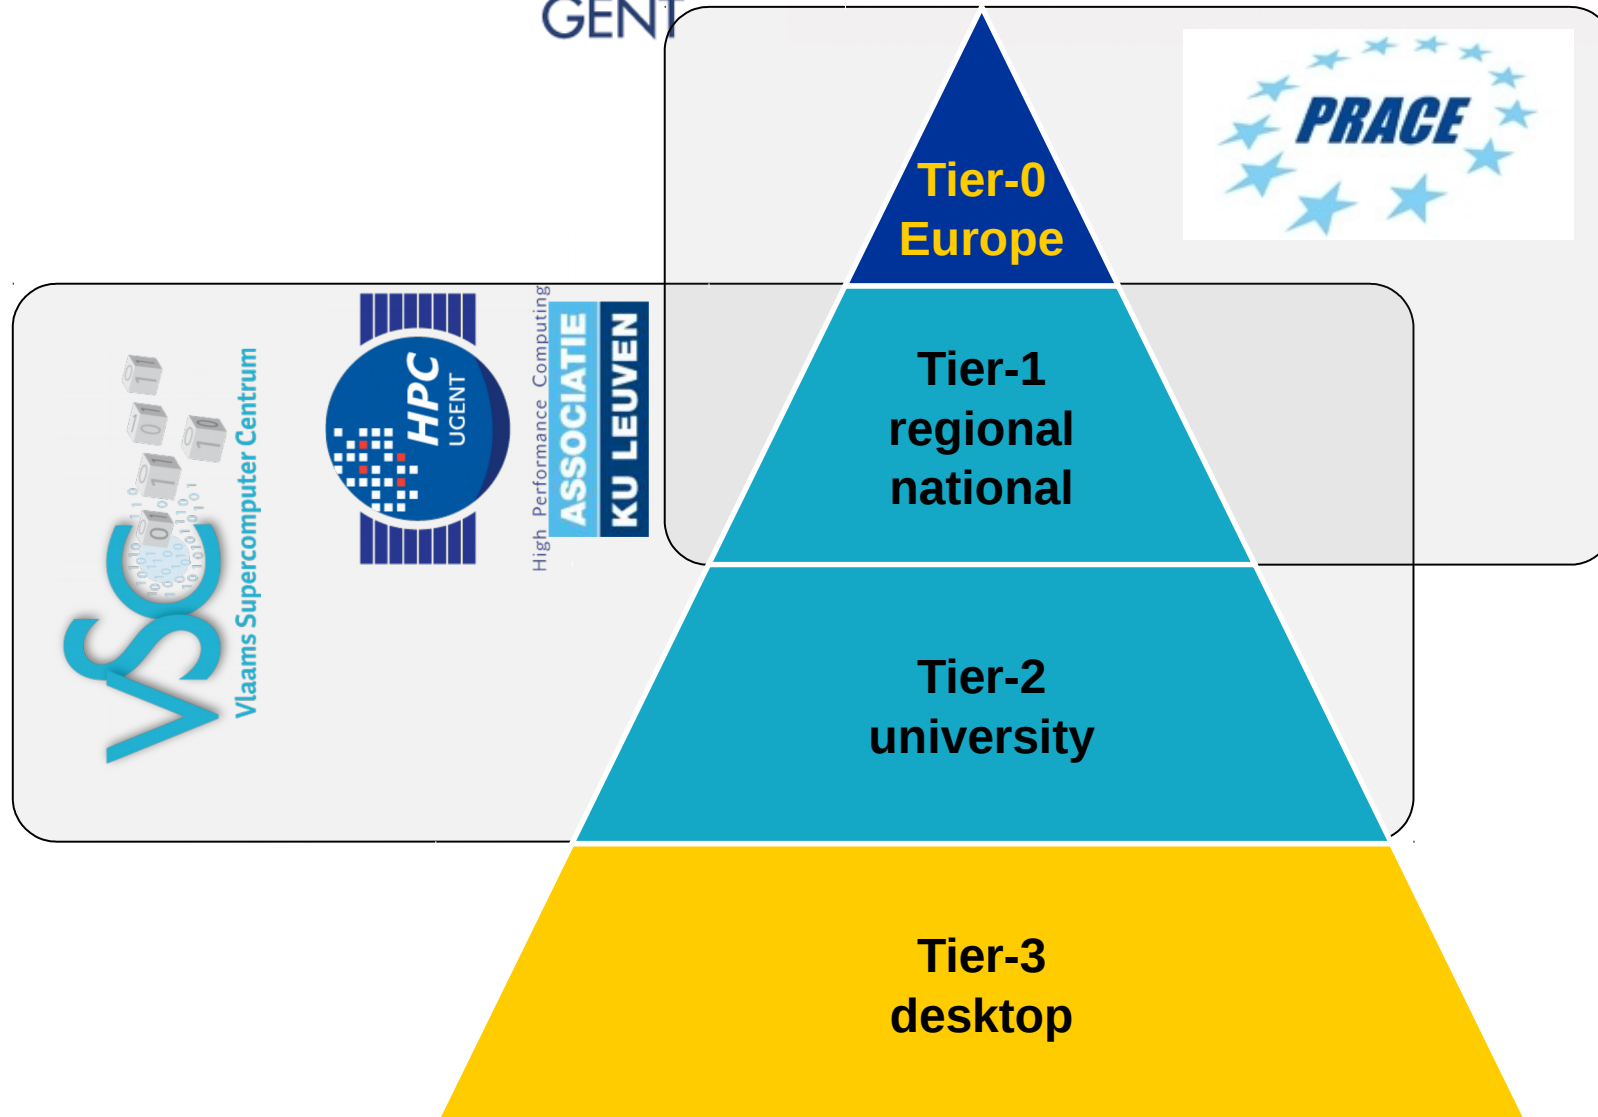 GENT
PRACE
Tier-0
Europe
Tier-1
regional
national
Tier-2
university
Tier-3
desktop
vsc
Vlaams Supercomputer Centrum
HPC
UGENT
High Performance Computing
ASSOCIATIE
KU LEUVEN